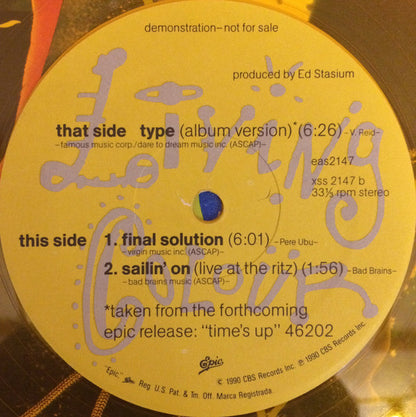 demonstration–not for sale
produced by Ed Stasium
Living Colour
that side type (album version)* (6:26) –V. Reid–
–famous music corp./dare to dream music inc. (ASCAP)–
eas2147
xss 2147 b
33⅓ rpm stereo
this side 1. final solution (6:01) –Pere Ubu–
–virgin music inc. (ASCAP)–
2. sailin' on (live at the ritz) (1:56) –Bad Brains–
–bad brains music (ASCAP)–
*taken from the forthcoming
epic release: "time's up" 46202
Epic
© 1990 CBS Records Inc. ℗ 1990 CBS Records Inc.
"Epic," Epic Reg. U.S. Pat. & Tm. Off. Marca Registrada.